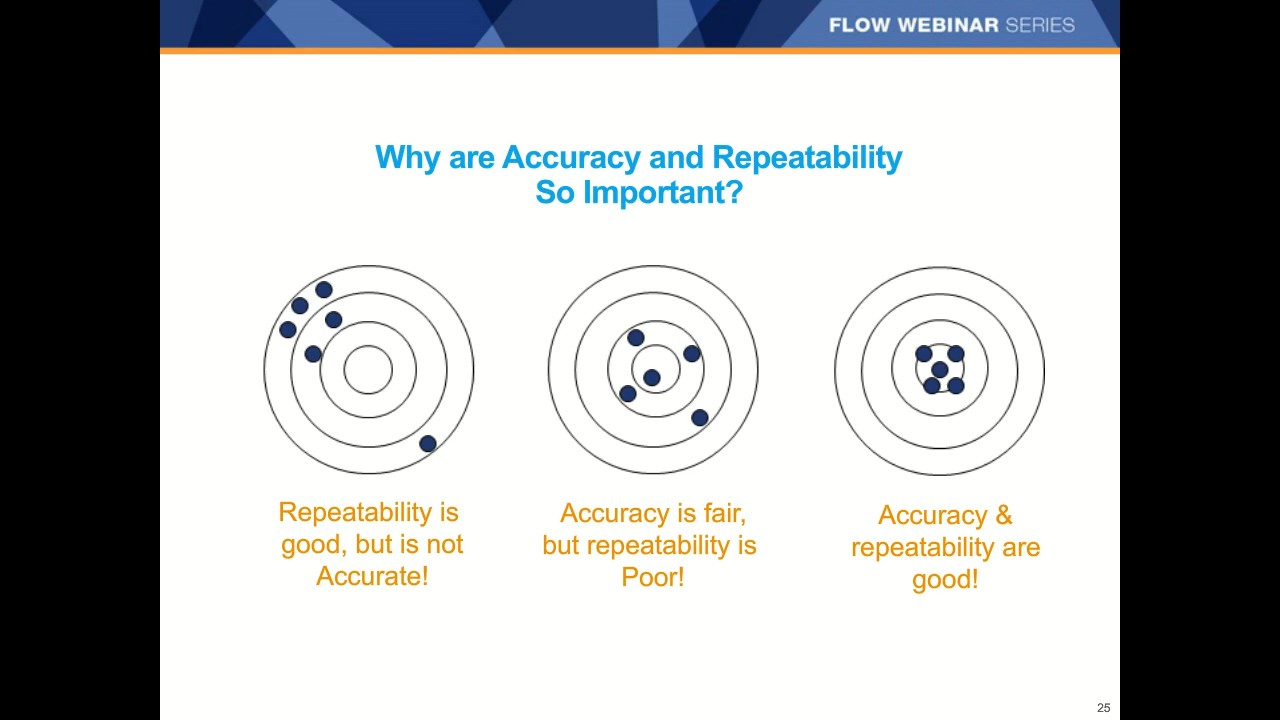 FLOW WEBINAR SERIES
Why are Accuracy and Repeatability
So Important?
Repeatability is
good, but is not
Accurate!
Accuracy is fair,
but repeatability is
Poor!
Accuracy &
repeatability are
good!
25